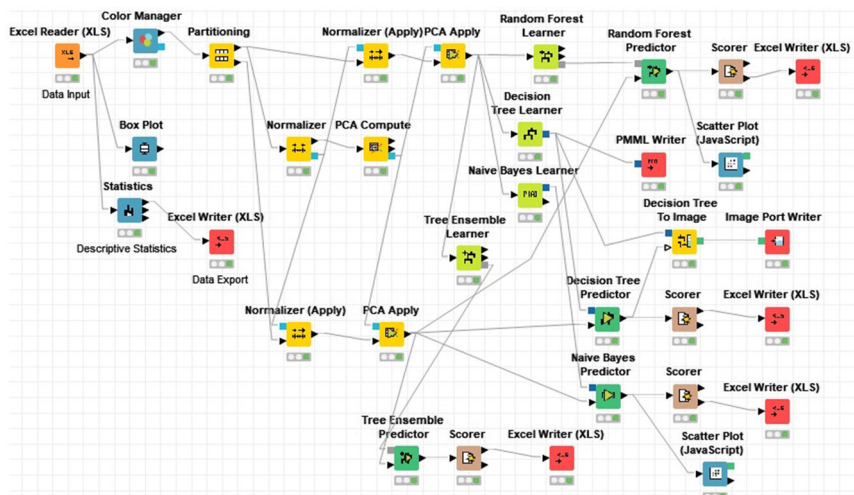 Excel Reader (XLS)
Data Input
Color Manager
Partitioning
Box Plot
Statistics
Descriptive Statistics
Excel Writer (XLS)
Data Export
Normalizer (Apply)
PCA Apply
Normalizer
PCA Compute
Normalizer (Apply)
PCA Apply
Random Forest
Learner
Decision
Tree Learner
Naive Bayes Learner
Tree Ensemble
Learner
Random Forest
Predictor
Scorer
Excel Writer (XLS)
Scatter Plot
(JavaScript)
PMML Writer
Decision Tree
To Image
Image Port Writer
Decision Tree
Predictor
Scorer
Excel Writer (XLS)
Naive Bayes
Predictor
Scorer
Excel Writer (XLS)
Scatter Plot
(JavaScript)
Tree Ensemble
Predictor
Scorer
Excel Writer (XLS)